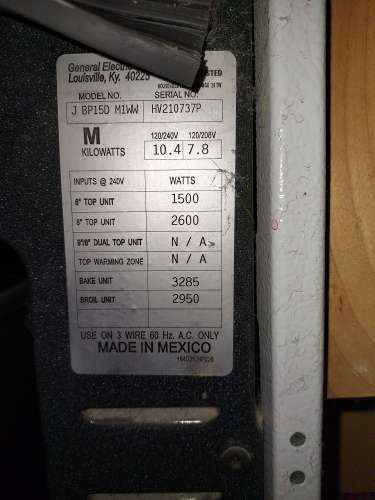 General Electri
Louisville, Ky. 40225 LISTED
MODEL NO. SERIAL NO.
J BP15D M1WW HV210737P
M 120/240V 120/208V
KILOWATTS 10.4 7.8
INPUTS @ 240V WATTS
6" TOP UNIT 1500
8" TOP UNIT 2600
DUAL TOP UNIT N / A
TOP WARMING ZONE N / A
BAKE UNIT 3285
BROIL UNIT 2950
USE ON 3 WIRE 60 Hz. A.C. ONLY
MADE IN MEXICO